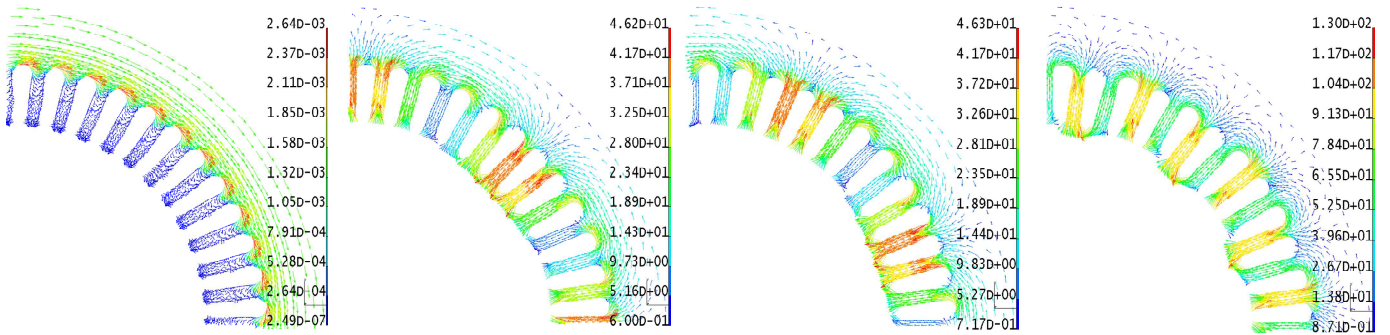 2.64D-03
2.37D-03
2.11D-03
1.85D-03
1.58D-03
1.32D-03
1.05D-03
7.91D-04
5.28D-04
2.64D-04
2.49D-07
4.62D+01
4.17D+01
3.71D+01
3.25D+01
2.80D+01
2.34D+01
1.89D+01
1.43D+01
9.73D+00
5.16D+00
6.00D-01
4.63D+01
4.17D+01
3.72D+01
3.26D+01
2.81D+01
2.35D+01
1.89D+01
1.44D+01
9.83D+00
5.27D+00
7.17D-01
1.30D+02
1.17D+02
1.04D+02
9.13D+01
7.84D+01
6.55D+01
5.25D+01
3.96D+01
2.67D+01
1.38D+01
8.71D-01